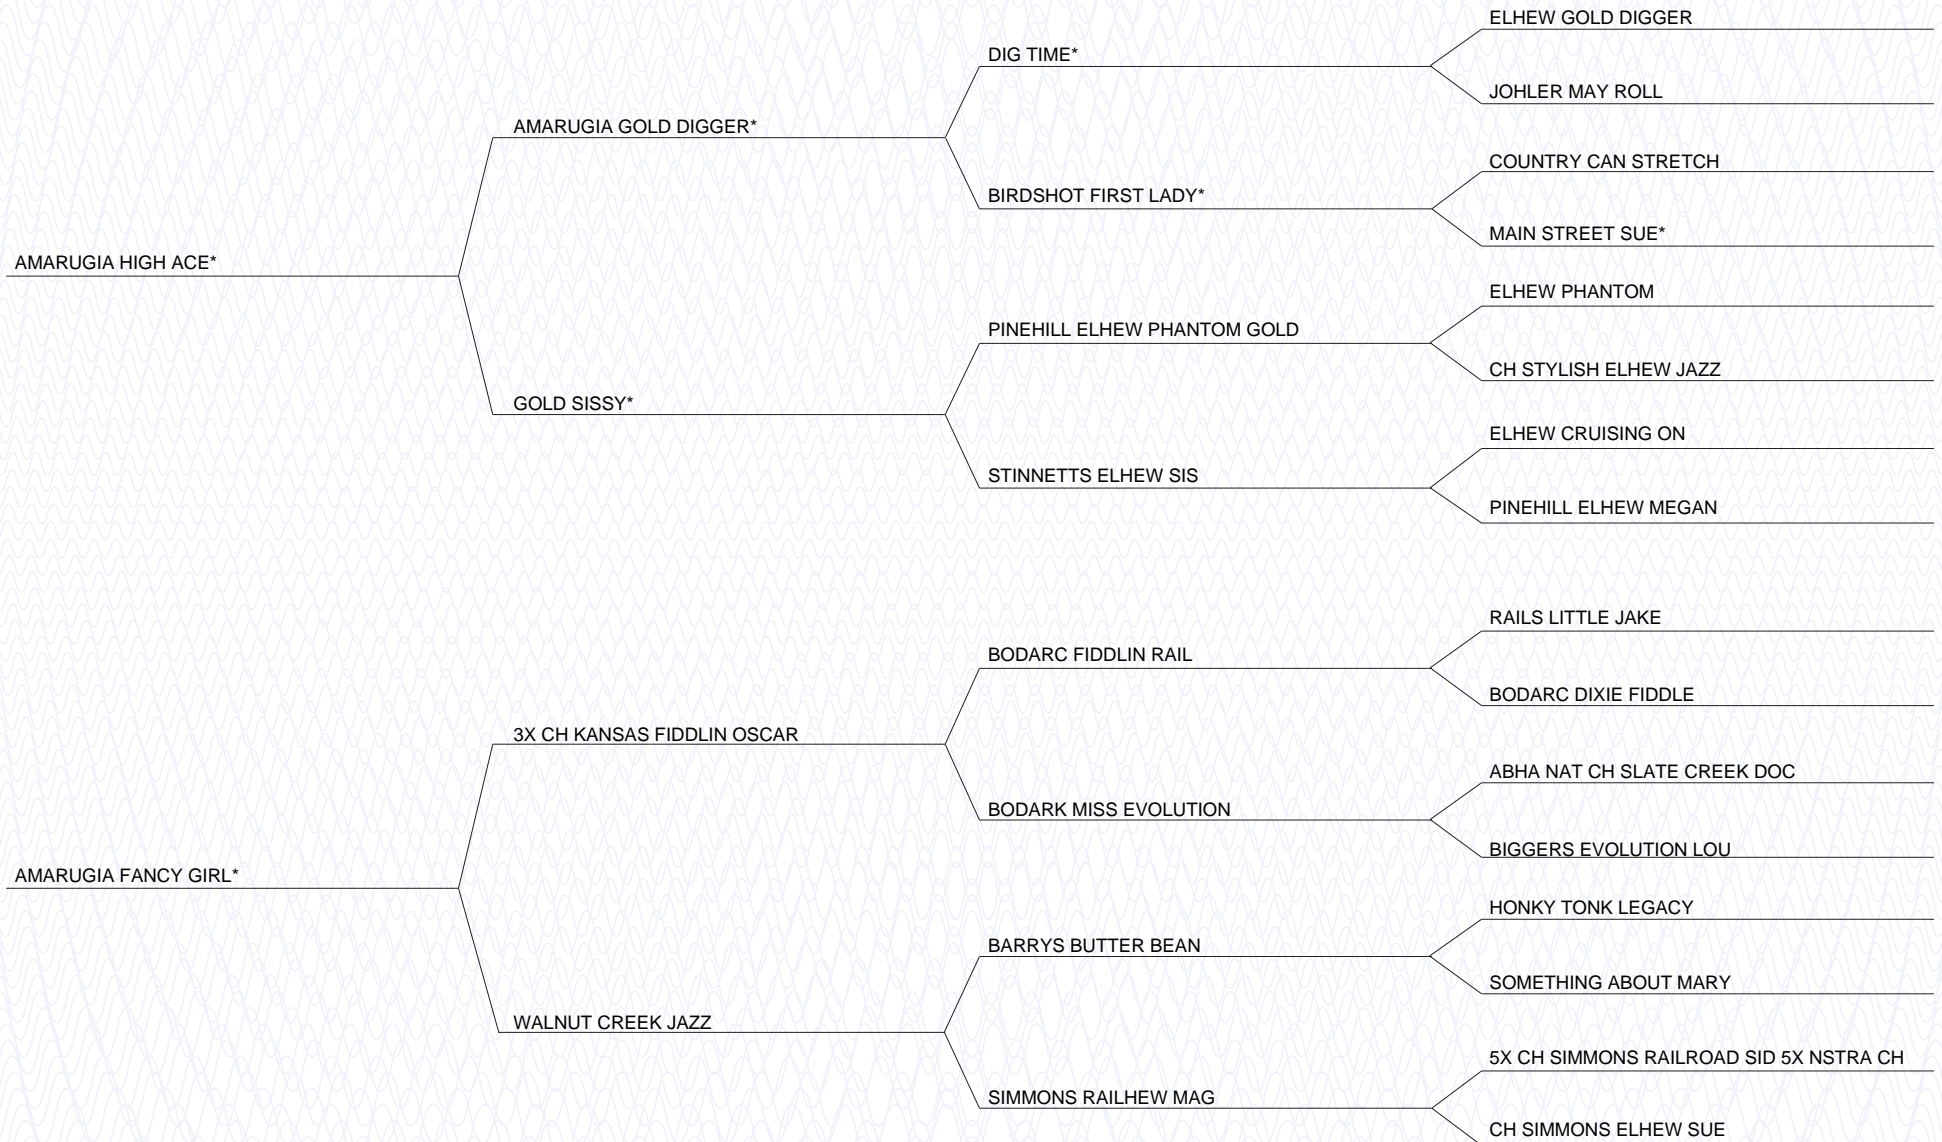 ELHEW GOLD DIGGER
DIG TIME*
JOHLER MAY ROLL
AMARUGIA GOLD DIGGER*
COUNTRY CAN STRETCH
BIRDSHOT FIRST LADY*
MAIN STREET SUE*
AMARUGIA HIGH ACE*
ELHEW PHANTOM
PINEHILL ELHEW PHANTOM GOLD
CH STYLISH ELHEW JAZZ
GOLD SISSY*
ELHEW CRUISING ON
STINNETTS ELHEW SIS
PINEHILL ELHEW MEGAN
RAILS LITTLE JAKE
BODARC FIDDLIN RAIL
BODARC DIXIE FIDDLE
3X CH KANSAS FIDDLIN OSCAR
ABHA NAT CH SLATE CREEK DOC
BODARK MISS EVOLUTION
BIGGERS EVOLUTION LOU
AMARUGIA FANCY GIRL*
HONKY TONK LEGACY
BARRYS BUTTER BEAN
SOMETHING ABOUT MARY
WALNUT CREEK JAZZ
5X CH SIMMONS RAILROAD SID 5X NSTRA CH
SIMMONS RAILHEW MAG
CH SIMMONS ELHEW SUE